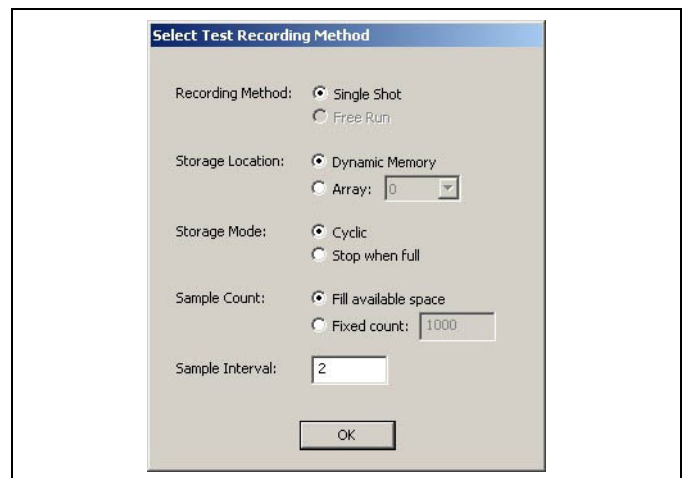 Select Test Recording Method
Recording Method: Single Shot
Free Run
Storage Location: Dynamic Memory
Array: 0
Storage Mode: Cyclic
Stop when full
Sample Count: Fill available space
Fixed count: 1000
Sample Interval: 2
OK